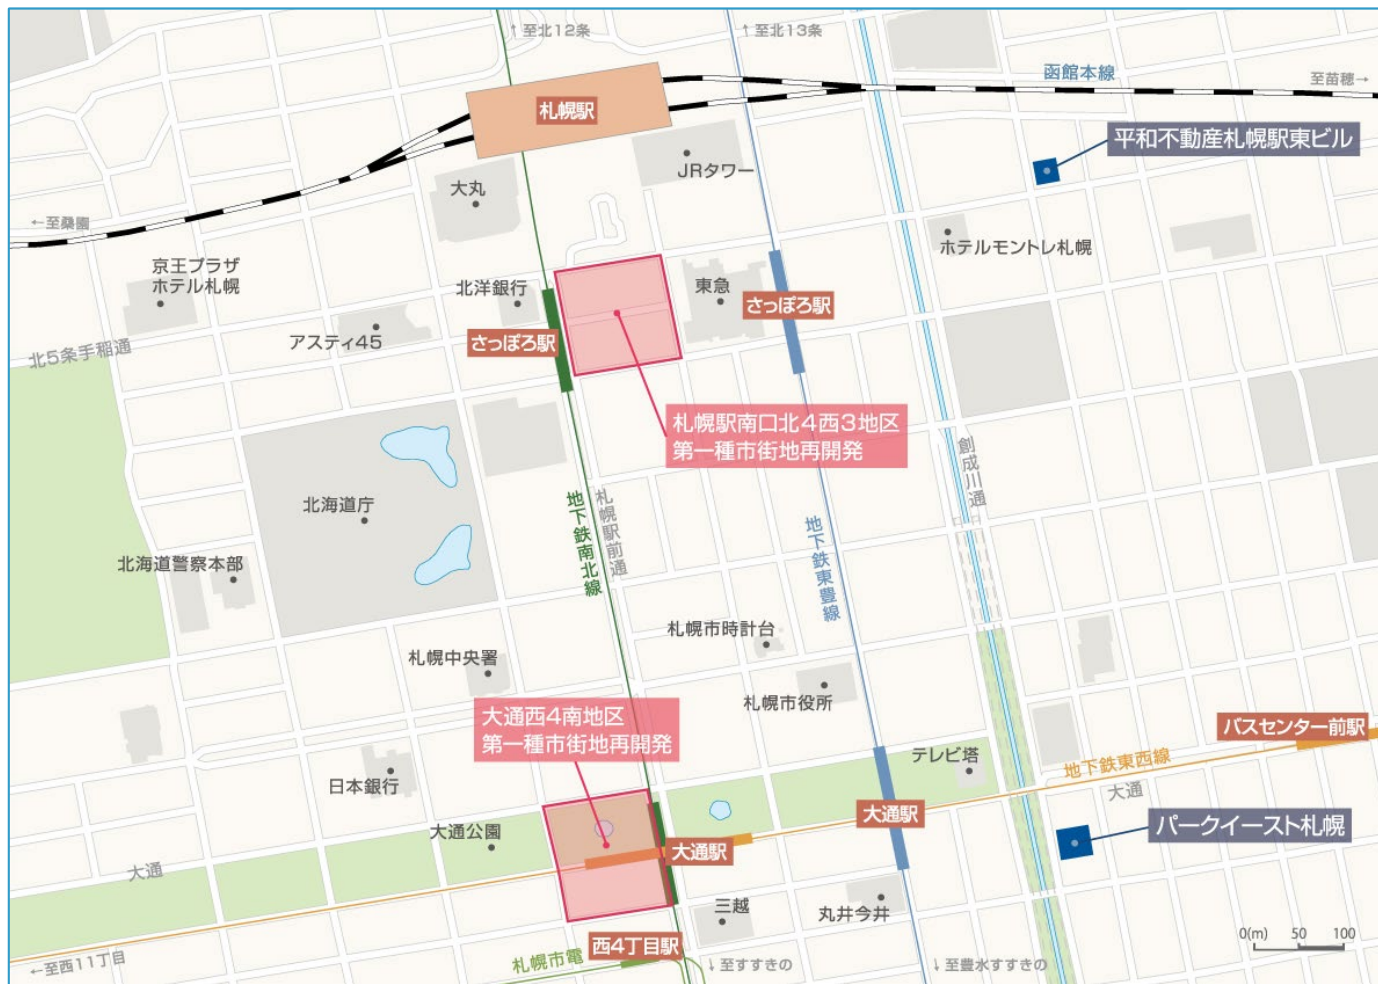 ↑至北12条
↑至北13条
函館本線
至苗穂→
札幌駅
平和不動産札幌駅東ビル
JRタワー
大丸
←至桑園
ホテルモントレ札幌
京王プラザ
ホテル札幌
北洋銀行
東急
さっぽろ駅
アスティ45
さっぽろ駅
北5条手稲通
札幌駅南口北4西3地区
第一種市街地再開発
創成川通
北海道庁
地下鉄南北線
札幌駅前通
地下鉄東豊線
北海道警察本部
札幌市時計台
札幌中央署
札幌市役所
大通西4南地区
第一種市街地再開発
バスセンター前駅
テレビ塔
地下鉄東西線
日本銀行
大通
大通駅
パークイースト札幌
大通公園
大通駅
大通
三越
丸井今井
西4丁目駅
0(m) 50 100
札幌市電
←至西11丁目
↓至すすきの
↓至豊水すすきの